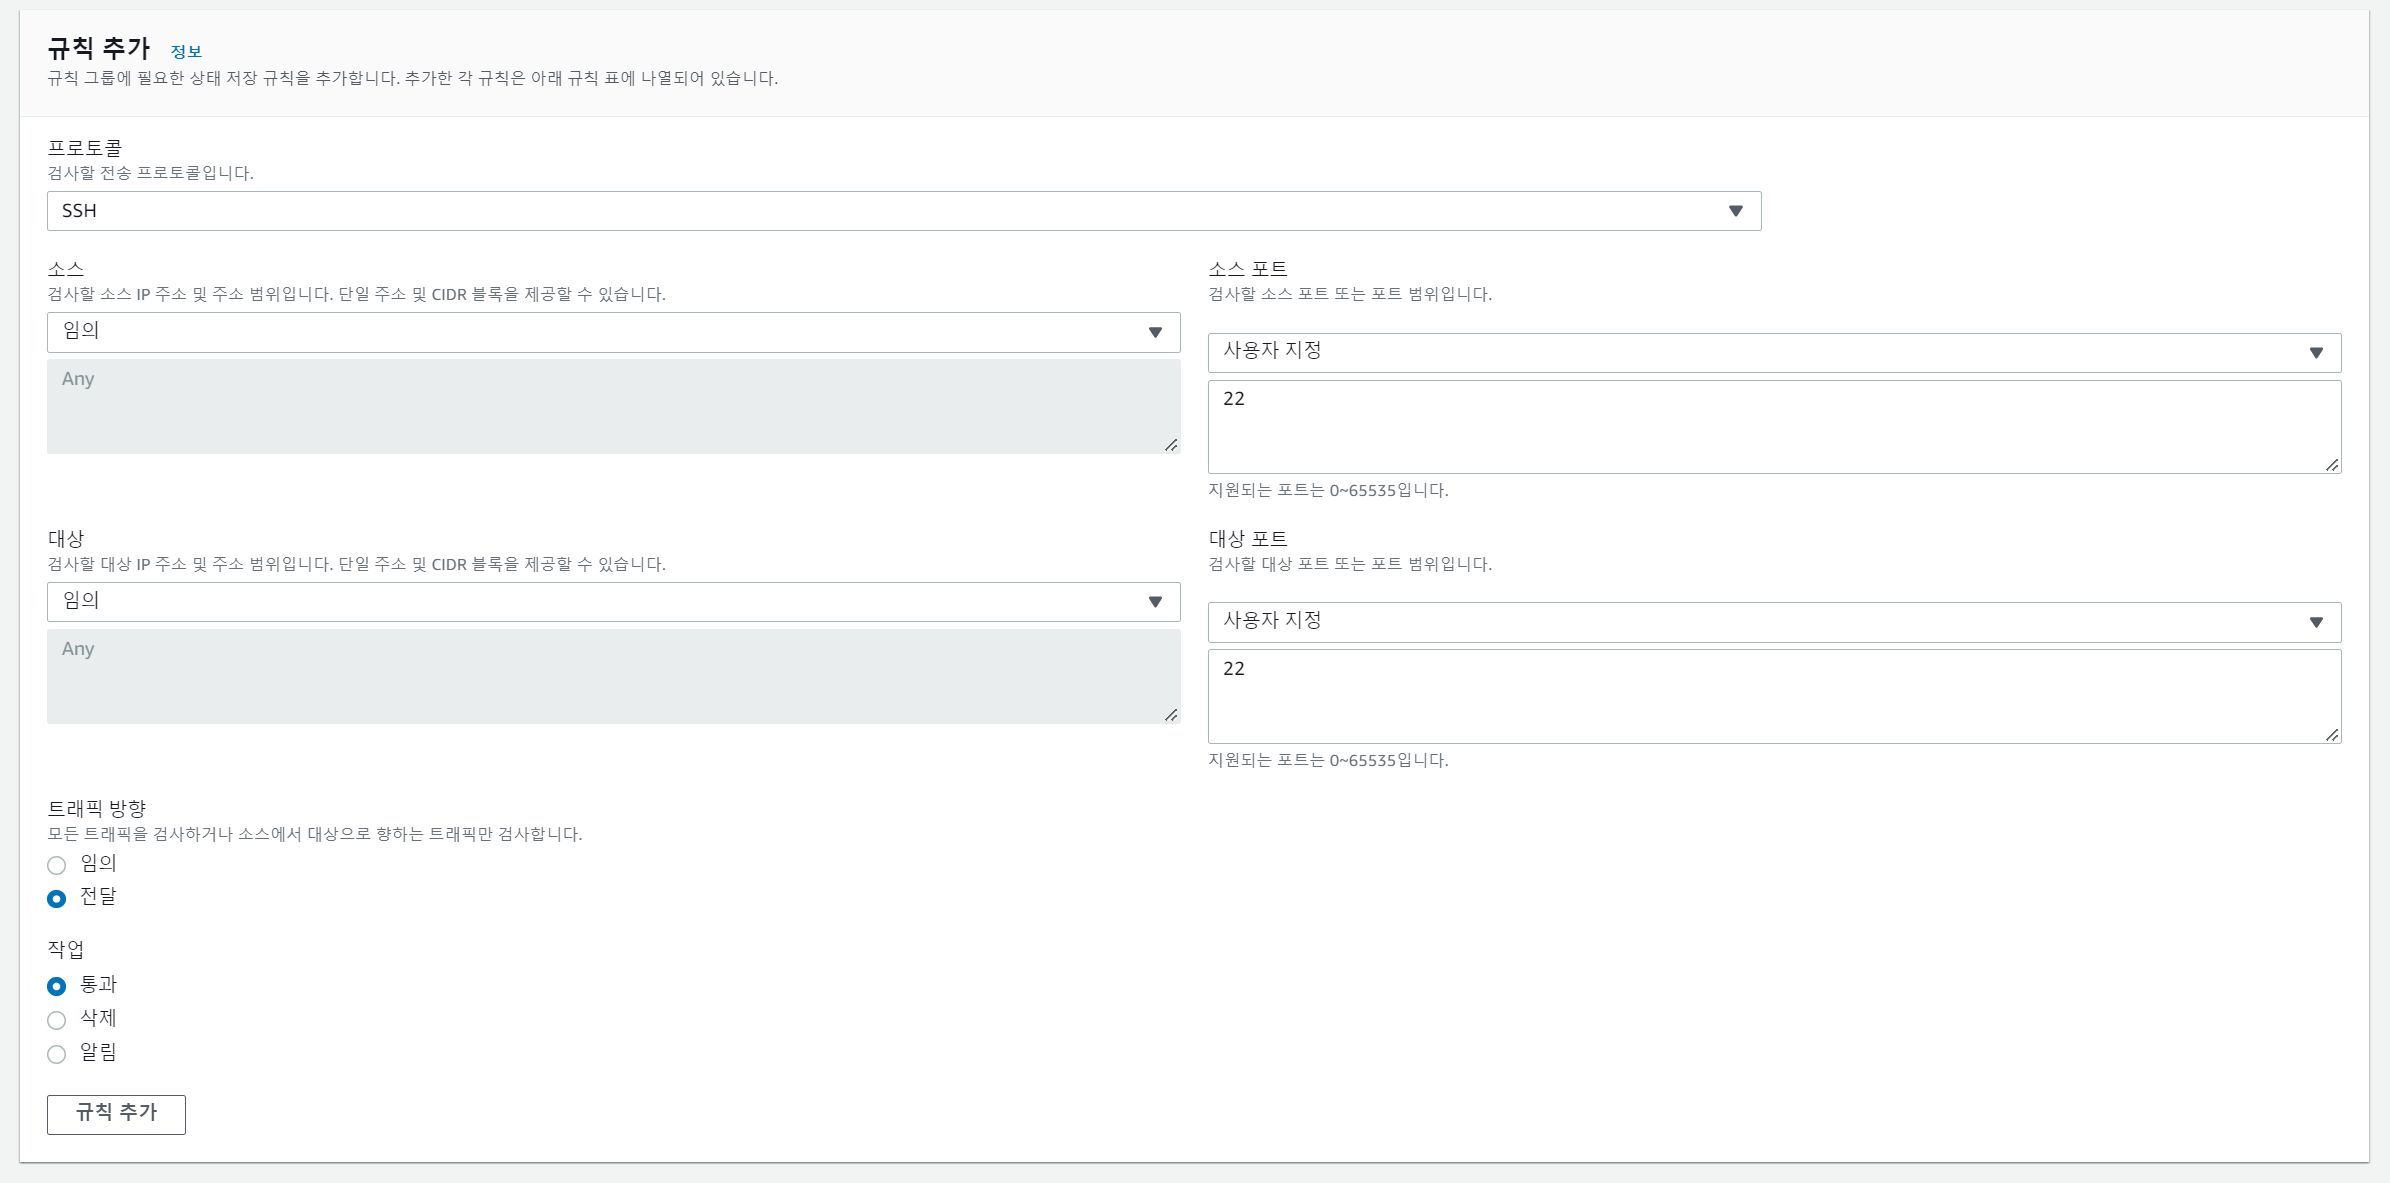 규칙 추가 정보
규칙 그룹에 필요한 상태 저장 규칙을 추가합니다. 추가한 각 규칙은 아래 규칙 표에 나열되어 있습니다.
프로토콜
검사할 전송 프로토콜입니다.
SSH
소스
검사할 소스 IP 주소 및 주소 범위입니다. 단일 주소 및 CIDR 블록을 제공할 수 있습니다.
임의
Any
소스 포트
검사할 소스 포트 또는 포트 범위입니다.
사용자 지정
22
지원되는 포트는 0~65535입니다.
대상
검사할 대상 IP 주소 및 주소 범위입니다. 단일 주소 및 CIDR 블록을 제공할 수 있습니다.
임의
Any
대상 포트
검사할 대상 포트 또는 포트 범위입니다.
사용자 지정
22
지원되는 포트는 0~65535입니다.
트래픽 방향
모든 트래픽을 검사하거나 소스에서 대상으로 향하는 트래픽만 검사합니다.
임의
전달
작업
통과
삭제
알림
규칙 추가